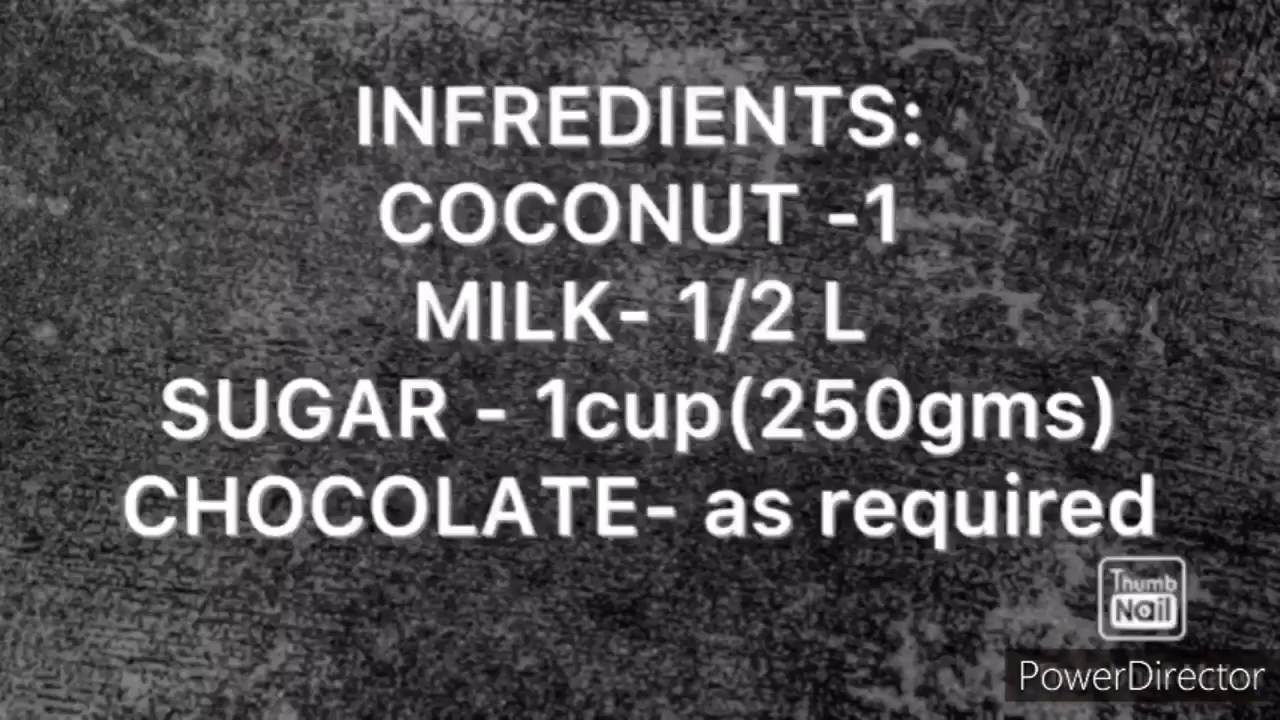 INFREDIENTS:
COCONUT -1
MILK- 1/2 L
SUGAR - 1cup(250gms)
CHOCOLATE- as required
Thumb
Nail
PowerDirector